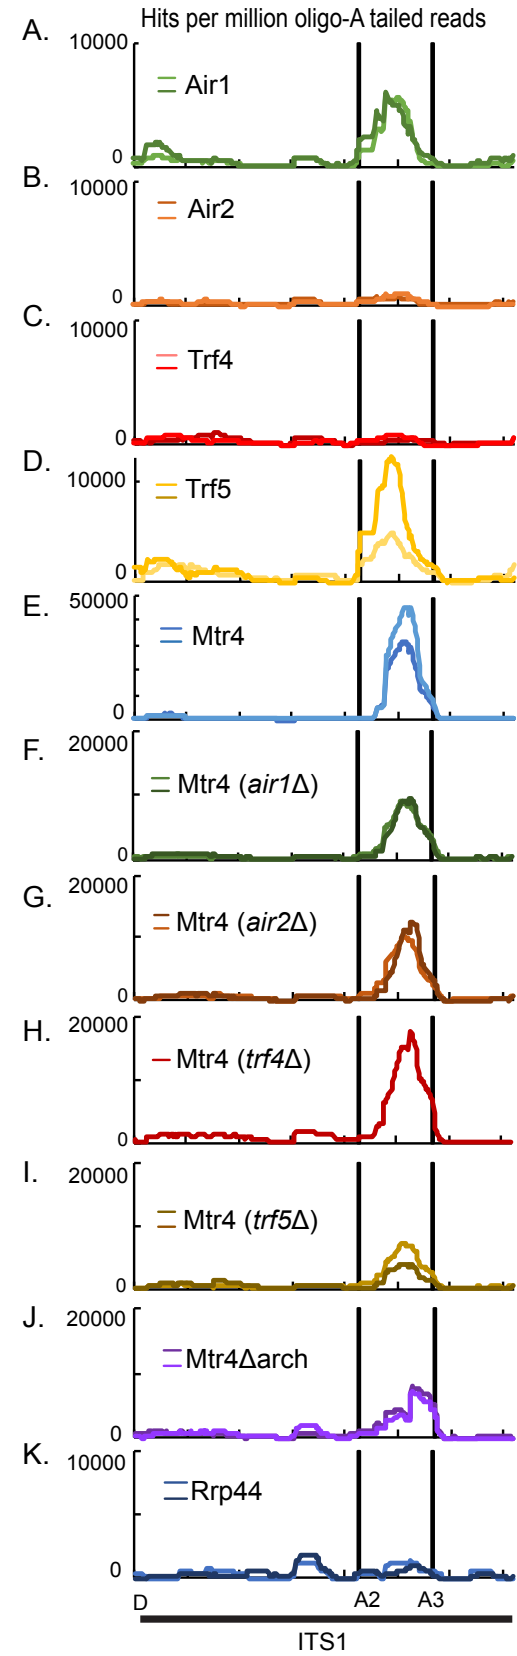 Hits per million oligo-A tailed reads
A.
10000
Air1
0
B.
10000
Air2
0
C.
10000
Trf4
0
D.
10000
Trf5
0
E.
50000
Mtr4
0
F.
20000
Mtr4 (air1Δ)
0
G.
20000
Mtr4 (air2Δ)
0
H.
20000
Mtr4 (trf4Δ)
0
I.
20000
Mtr4 (trf5Δ)
0
J.
20000
Mtr4Δarch
0
K.
10000
Rrp44
0
D A2 A3
ITS1